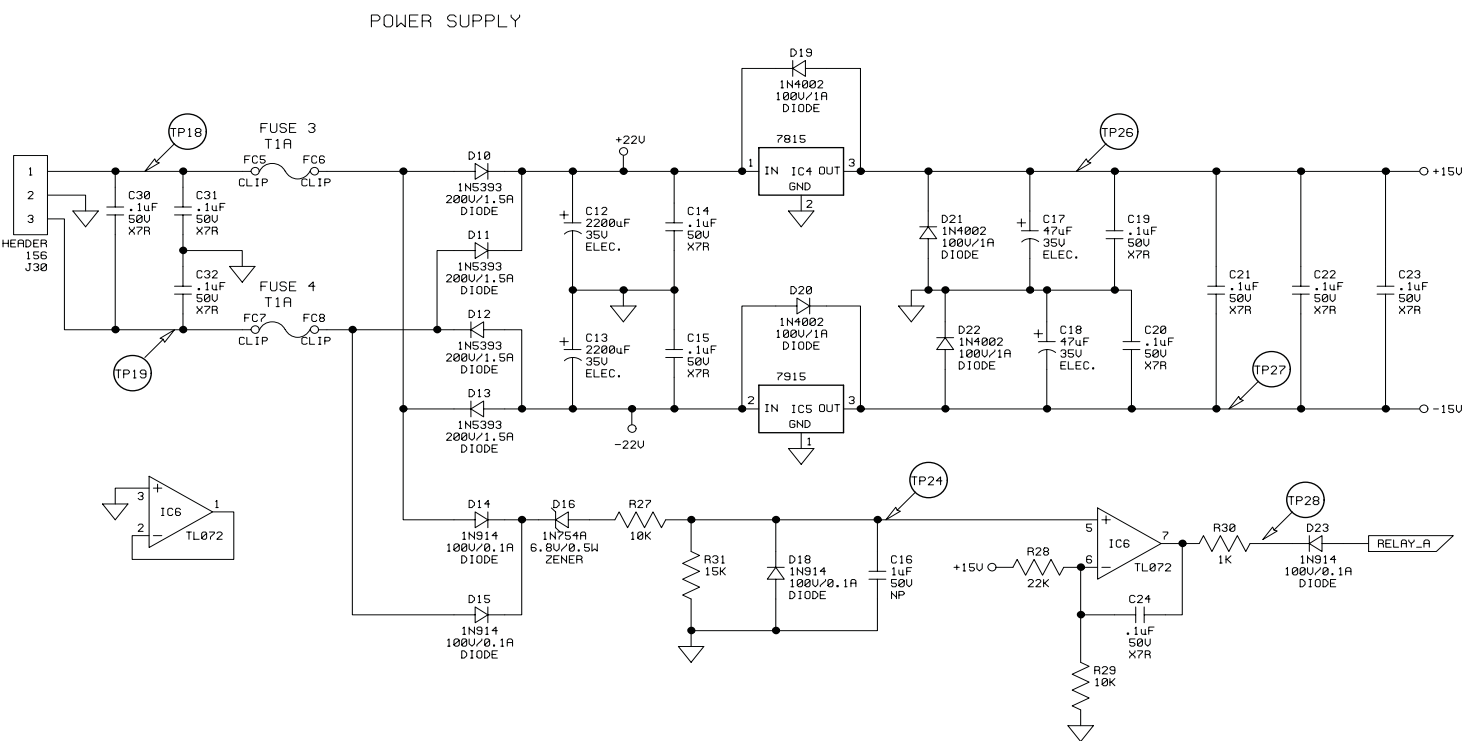 POWER SUPPLY
D19
1N4002
100V/1A
DIODE
TP18
FUSE 3
T1A
FC5
FC6
CLIP
CLIP
+22V
7815
TP26
1
2
3
HEADER
156
J30
C30
.1uF
50V
X7R
C31
.1uF
50V
X7R
D10
1N5393
200V/1.5A
DIODE
1
IN
IC4
OUT
3
GND
2
+15V
C12
2200uF
35V
ELEC.
+
C14
.1uF
50V
X7R
D21
1N4002
100V/1A
DIODE
+
C17
47uF
35V
ELEC.
C19
.1uF
50V
X7R
D11
1N5393
200V/1.5A
DIODE
C32
.1uF
50V
X7R
FUSE 4
T1A
FC7
FC8
CLIP
CLIP
TP19
D12
1N5393
200V/1.5A
DIODE
+
C13
2200uF
35V
ELEC.
C15
.1uF
50V
X7R
D20
1N4002
100V/1A
DIODE
D22
1N4002
100V/1A
DIODE
+
C18
47uF
35V
ELEC.
C20
.1uF
50V
X7R
C21
.1uF
50V
X7R
C22
.1uF
50V
X7R
C23
.1uF
50V
X7R
TP27
D13
1N5393
200V/1.5A
DIODE
-22V
7915
2
IN
IC5
OUT
3
GND
1
-15V
3
+
IC6
1
2
-
TL072
D14
1N914
100V/0.1A
DIODE
D16
1N754A
6.8V/0.5W
ZENER
R27
10K
TP24
R31
15K
D18
1N914
100V/0.1A
DIODE
C16
1uF
50V
NP
D15
1N914
100V/0.1A
DIODE
+15V
R28
22K
5
+
IC6
7
6
-
TL072
R30
1K
TP28
D23
1N914
100V/0.1A
DIODE
RELAY_A
C24
.1uF
50V
X7R
R29
10K